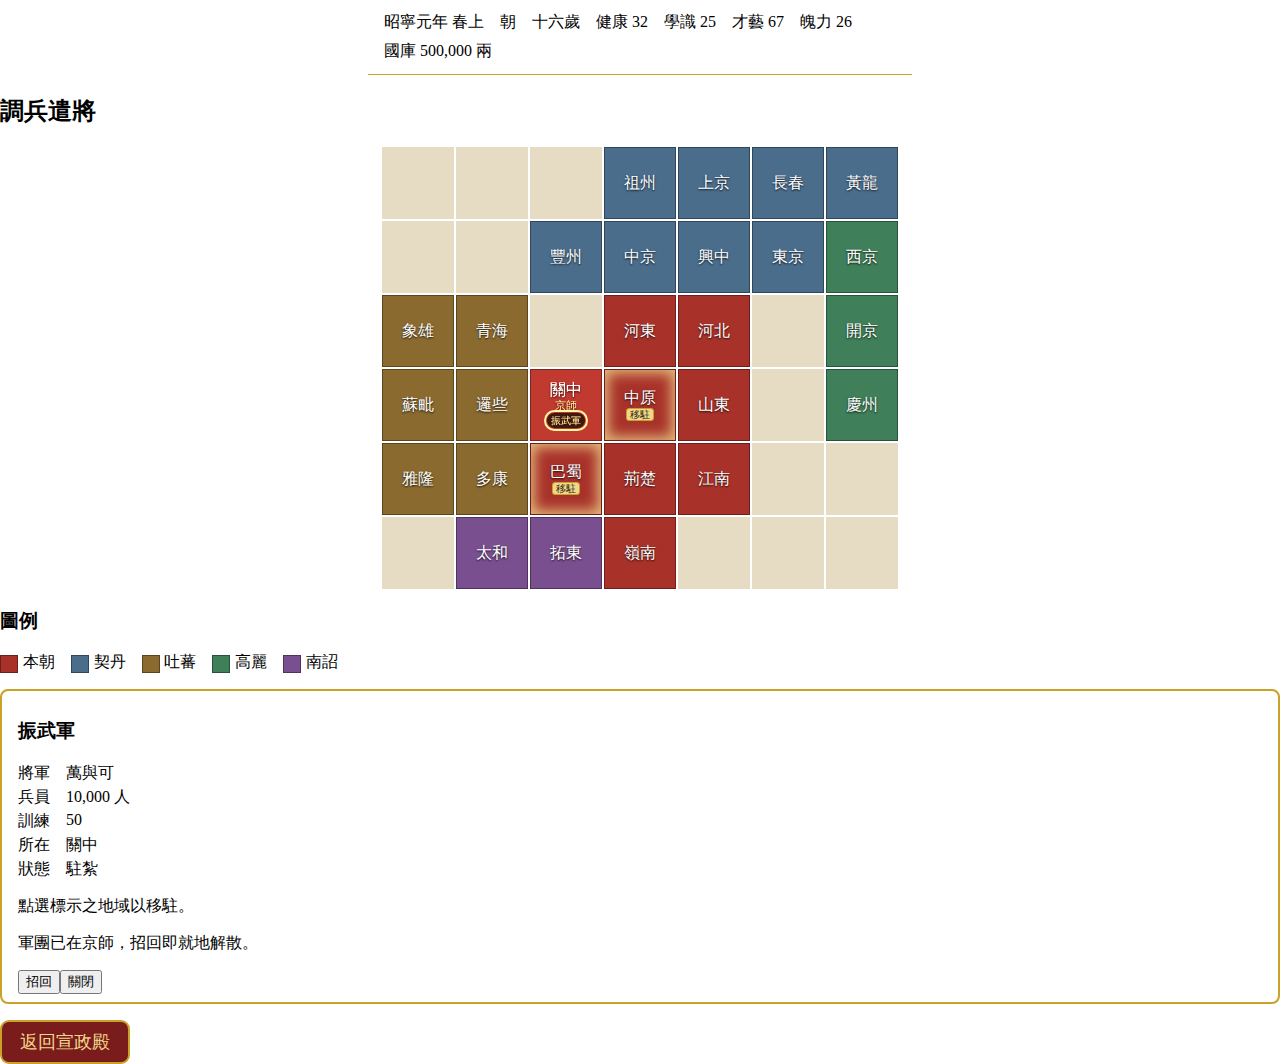 昭寧元年 春上　朝　十六歲　健康 32　學識 25　才藝 67　魄力 26
國庫 500,000 兩
調兵遣將
祖州 上京 長春 黃龍
豐州 中京 興中 東京 西京
象雄 青海 河東 河北 開京
蘇毗 邏些 關中 中原 山東 慶州
京師 移駐
振武軍
雅隆 多康 巴蜀 荊楚 江南
移駐
太和 拓東 嶺南
圖例
本朝 契丹 吐蕃 高麗 南詔
振武軍
將軍 萬與可
兵員 10,000 人
訓練 50
所在 關中
狀態 駐紮
點選標示之地域以移駐。
軍團已在京師，招回即就地解散。
招回 關閉
返回宣政殿